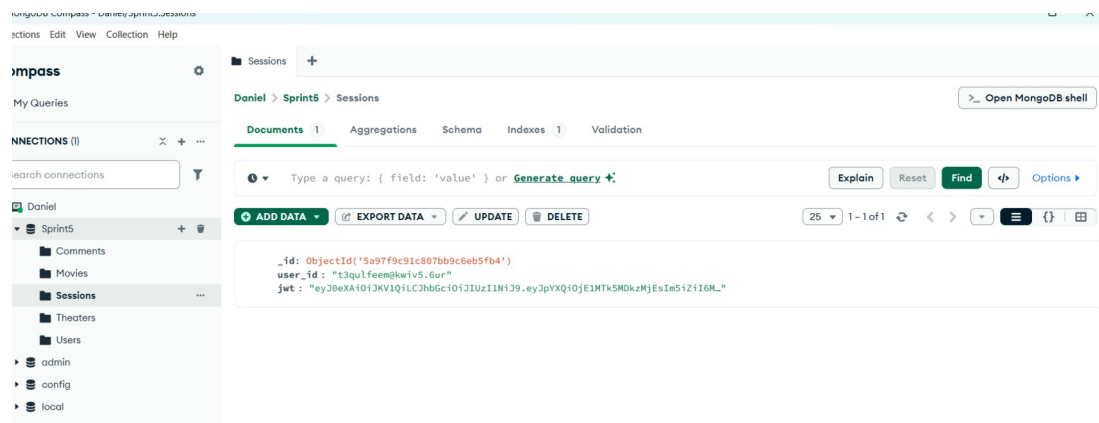 MongoDB Compass - Daniel/Sprint5.Sessions
ections Edit View Collection Help
ompass
My Queries
NNECTIONS (1)
Search connections
Daniel
Sprint5
Comments
Movies
Sessions
Theaters
Users
admin
config
local
Sessions
Daniel > Sprint5 > Sessions
>_ Open MongoDB shell
Documents 1 Aggregations Schema Indexes 1 Validation
Type a query: { field: 'value' } or Generate query
Explain Reset Find </> Options
ADD DATA EXPORT DATA UPDATE DELETE
25 1 – 1 of 1 {}
_id: ObjectId('5a97f9c91c807bb9c6eb5fb4')
user_id : "t3qulfeem@kwiv5.6ur"
jwt : "eyJ0eXAiOiJKV1QiLCJhbGciOiJIUzI1NiJ9.eyJpYXQiOjE1MTk5MDkzMjEsIm5iZiI6M…"